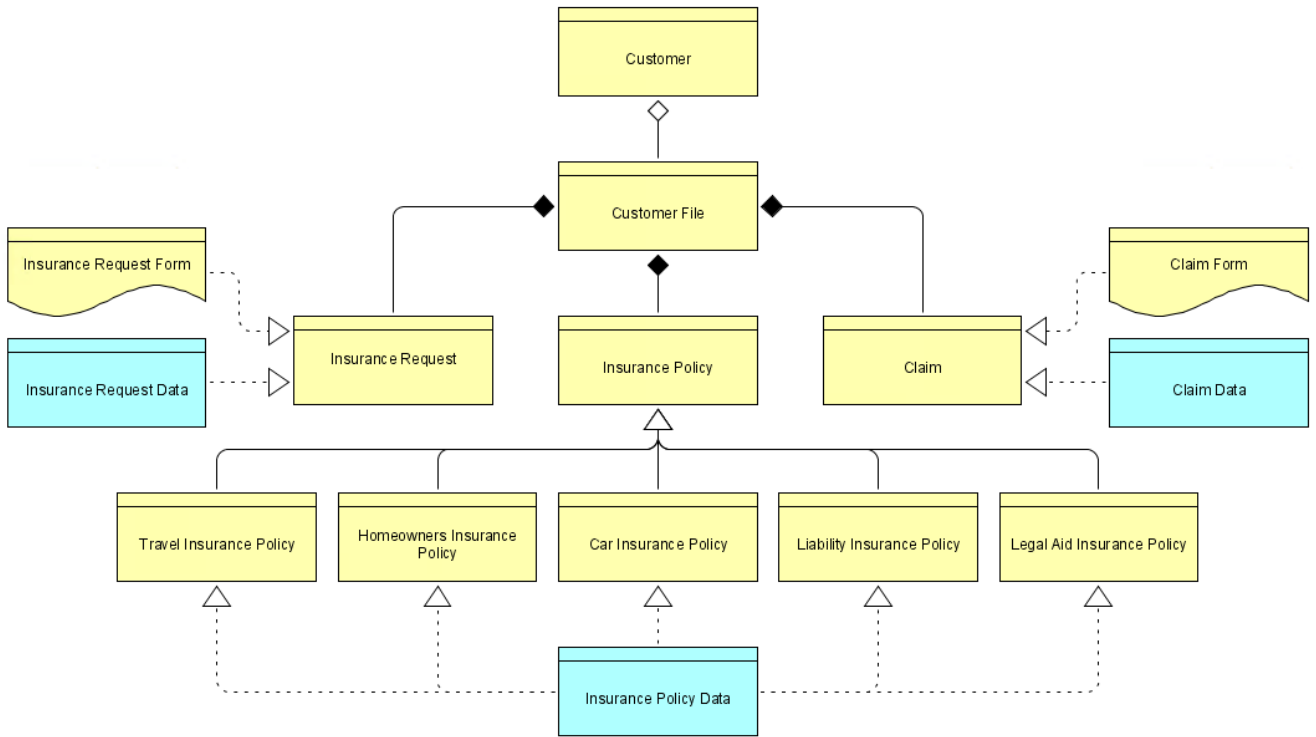 Customer
Customer File
Insurance Request Form
Claim Form
Insurance Request
Insurance Policy
Claim
Insurance Request Data
Claim Data
Travel Insurance Policy
Homeowners Insurance
Policy
Car Insurance Policy
Liability Insurance Policy
Legal Aid Insurance Policy
Insurance Policy Data